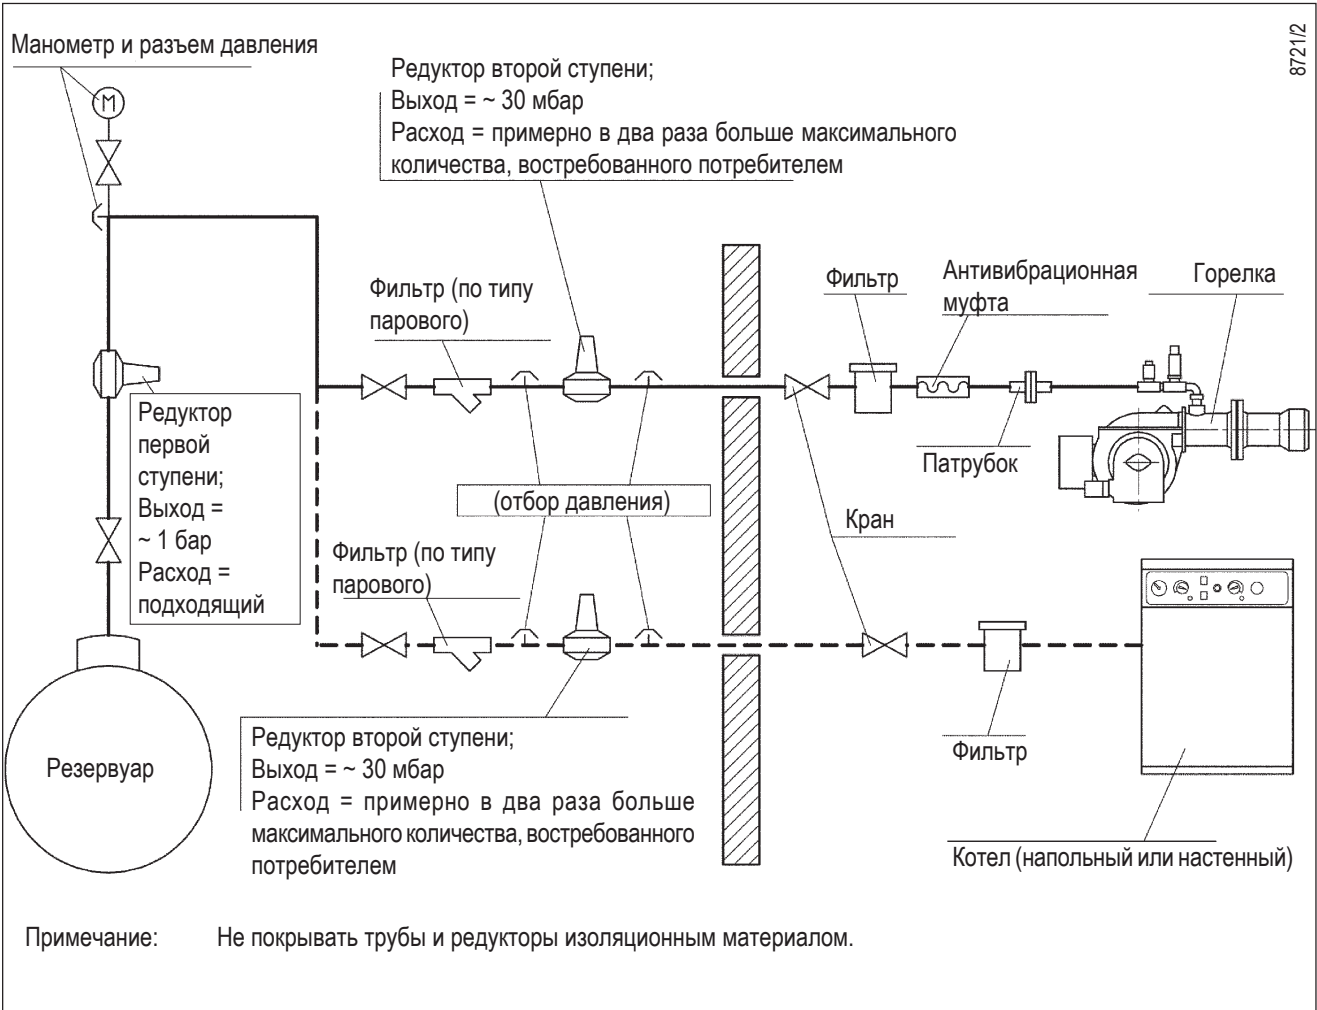 8721/2
Манометр и разъем давления
М
Редуктор второй ступени;
Выход = ~ 30 мбар
Расход = примерно в два раза больше максимального
количества, востребованного потребителем
Фильтр (по типу
парового)
Фильтр
Антивибрационная
муфта
Горелка
Редуктор
первой
ступени;
Выход =
~ 1 бар
Расход =
подходящий
Патрубок
(отбор давления)
Кран
Фильтр (по типу
парового)
Резервуар
Редуктор второй ступени;
Выход = ~ 30 мбар
Расход = примерно в два раза больше
максимального количества, востребованного
потребителем
Фильтр
Котел (напольный или настенный)
Примечание: Не покрывать трубы и редукторы изоляционным материалом.